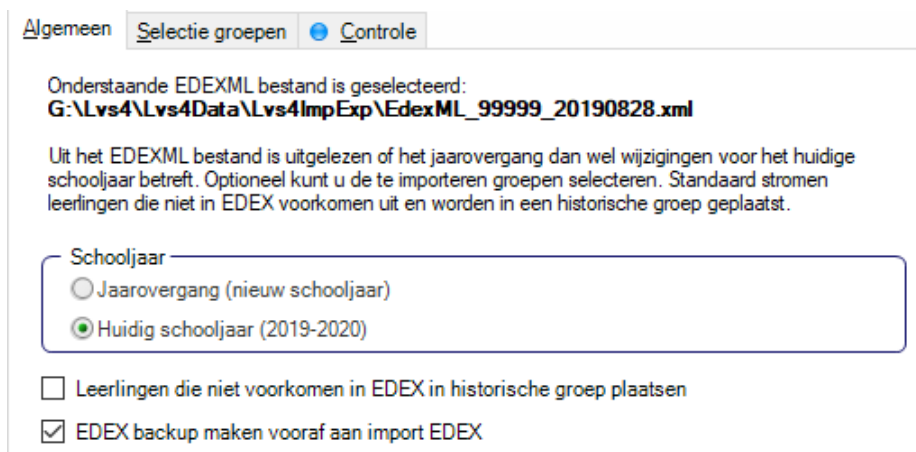 Algemeen Selectie groepen Controle
Onderstaande EDEXML bestand is geselecteerd:
G:\Lvs4\Lvs4Data\Lvs4ImpExp\EdexML_99999_20190828.xml
Uit het EDEXML bestand is uitgelezen of het jaarovergang dan wel wijzigingen voor het huidige
schooljaar betreft. Optioneel kunt u de te importeren groepen selecteren. Standaard stromen
leerlingen die niet in EDEX voorkomen uit en worden in een historische groep geplaatst.
Schooljaar
Jaarovergang (nieuw schooljaar)
Huidig schooljaar (2019-2020)
Leerlingen die niet voorkomen in EDEX in historische groep plaatsen
EDEX backup maken vooraf aan import EDEX